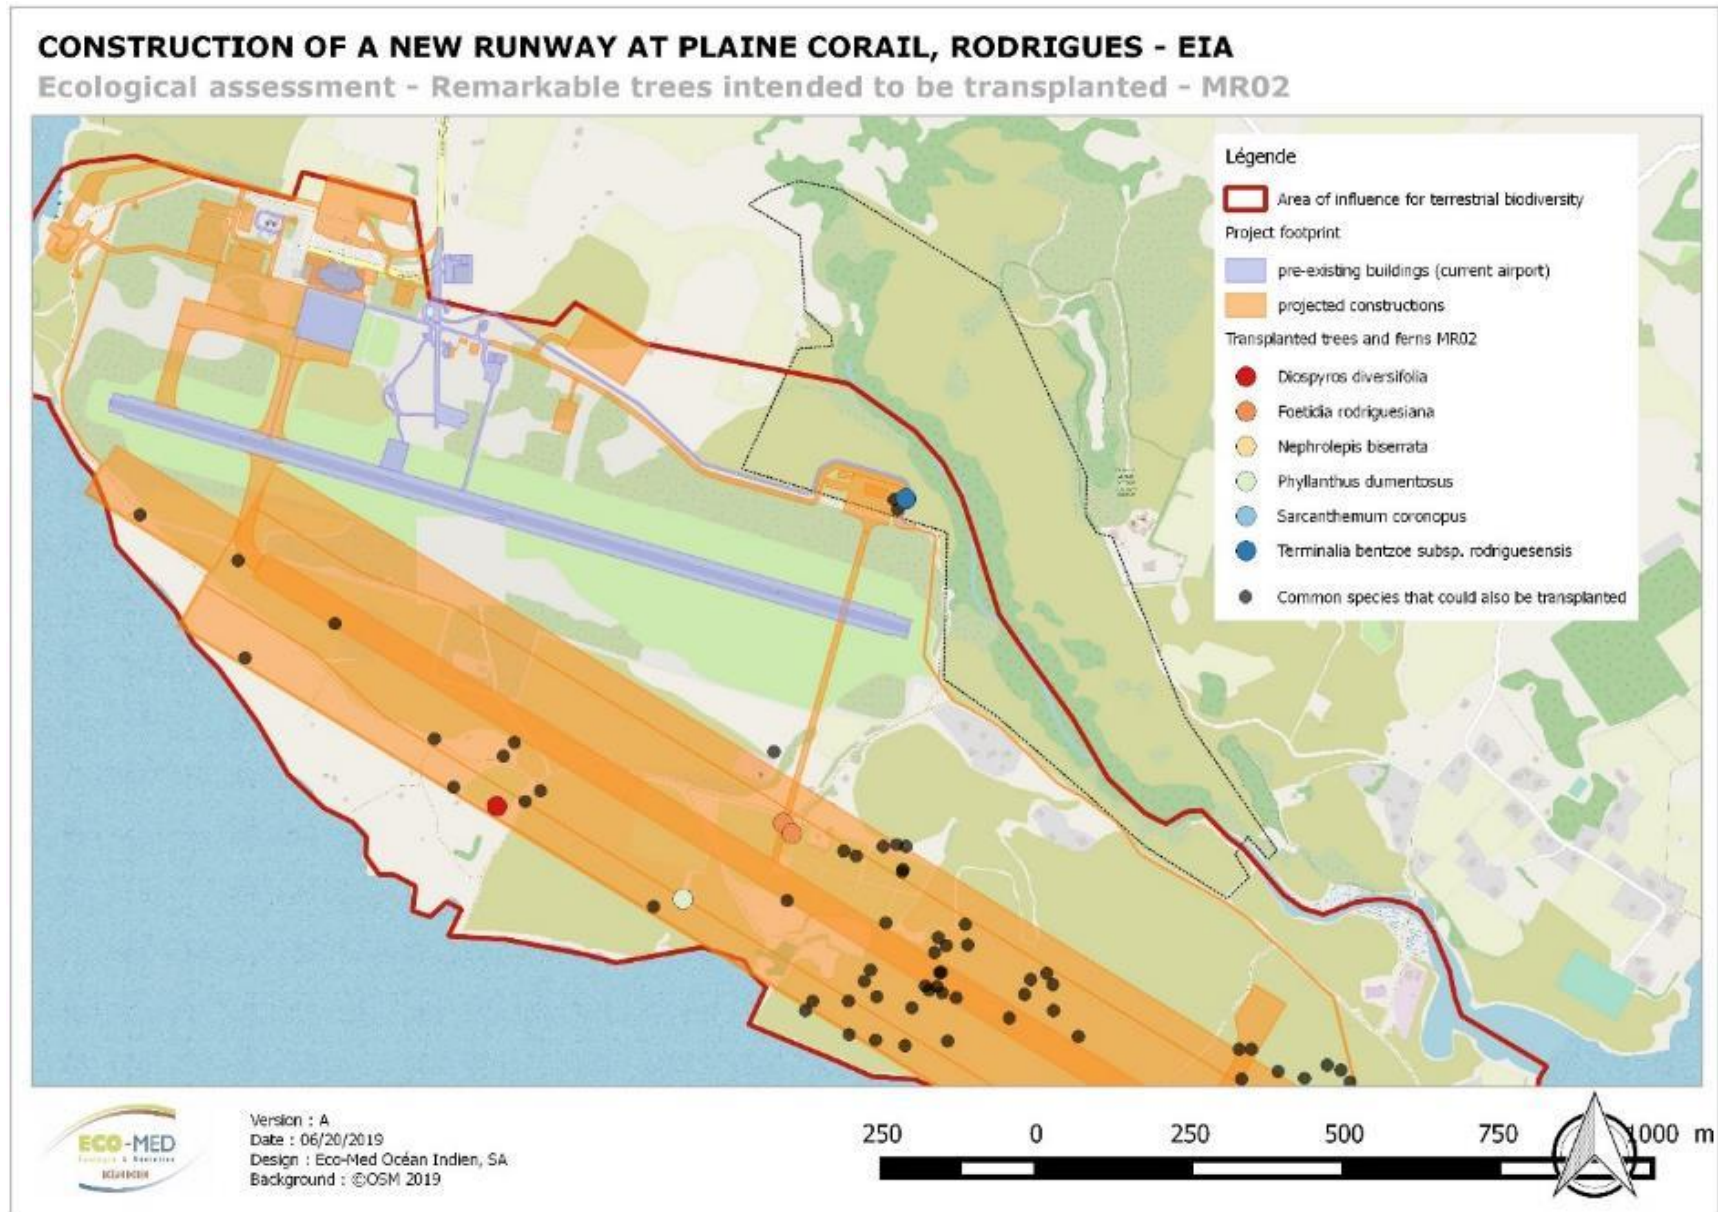 CONSTRUCTION OF A NEW RUNWAY AT PLAINE CORAIL, RODRIGUES - EIA
Ecological assessment - Remarkable trees intended to be transplanted - MR02
Légende
Area of influence for terrestrial biodiversity
Project footprint
pre-existing buildings (current airport)
projected constructions
Transplanted trees and ferns MR02
Diospyros diversifolia
Foetidia rodriguesiana
Nephrolepis biserrata
Phyllanthus dumentosus
Sarcanthemum coronopus
Terminalia bentzoe subsp. rodriguesensis
Common species that could also be transplanted
ECO-MED
OCÉAN INDIEN
Version : A
Date : 06/20/2019
Design : Eco-Med Océan Indien, SA
Background : ©OSM 2019
250 0 250 500 750 1000 m